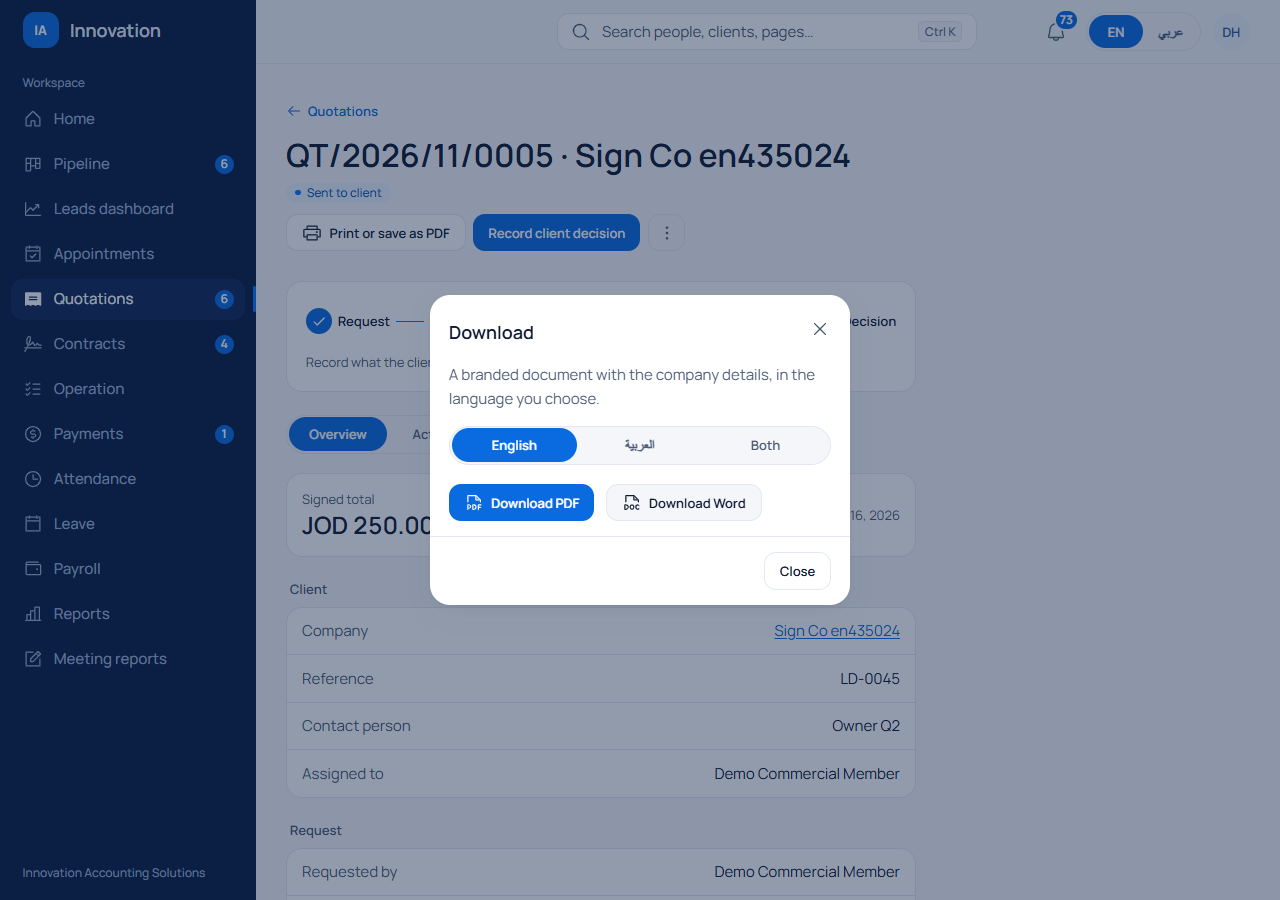 IA Innovation
Search people, clients, pages...
Ctrl K
73
EN
عربي
DH
Workspace
Home
Pipeline 6
Leads dashboard
Appointments
Quotations 6
Contracts 4
Operation
Payments 1
Attendance
Leave
Payroll
Reports
Meeting reports
Innovation Accounting Solutions
← Quotations
QT/2026/11/0005 · Sign Co en435024
Sent to client
Print or save as PDF
Record client decision
Request
Record what the
Overview
Signed total
JOD 250.00
16, 2026
Download
A branded document with the company details, in the
language you choose.
English العربية Both
PDF Download PDF
DOC Download Word
Close
Client
Company Sign Co en435024
Reference LD-0045
Contact person Owner Q2
Assigned to Demo Commercial Member
Request
Requested by Demo Commercial Member